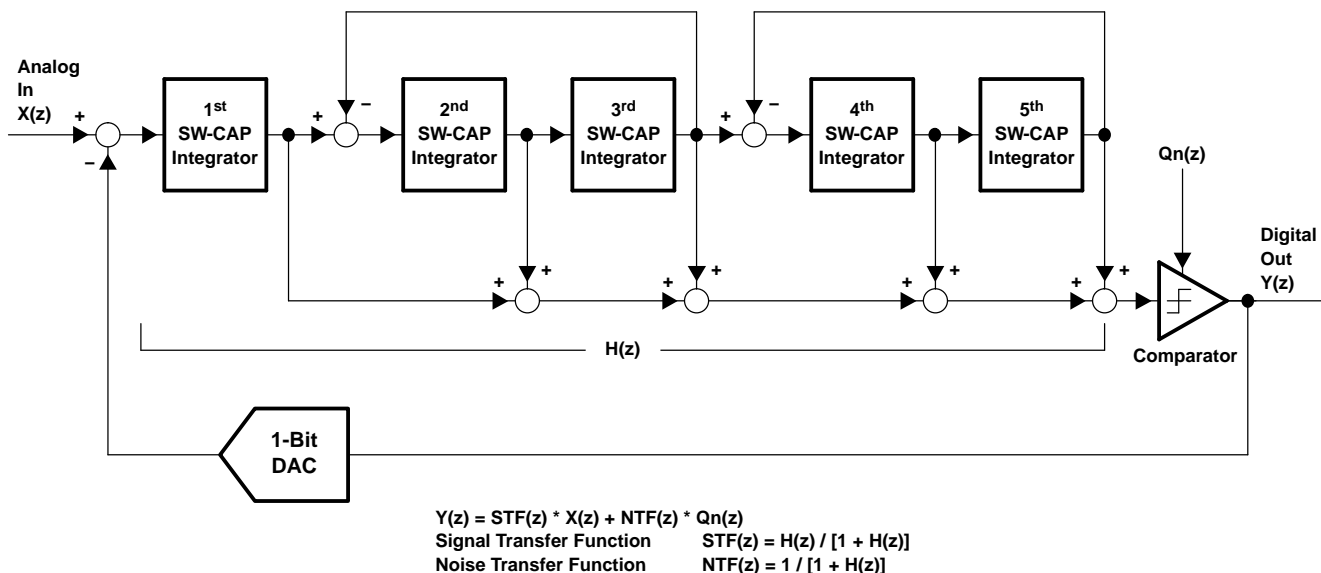 Analog
In
X(z)
+
−
1st
SW-CAP
Integrator
+
−
2nd
SW-CAP
Integrator
3rd
SW-CAP
Integrator
+
−
4th
SW-CAP
Integrator
5th
SW-CAP
Integrator
Qn(z)
+
+
+
+
+
+
+
+
Digital
Out
Y(z)
Comparator
H(z)
1-Bit
DAC
Y(z) = STF(z) * X(z) + NTF(z) * Qn(z)
Signal Transfer Function STF(z) = H(z) / [1 + H(z)]
Noise Transfer Function NTF(z) = 1 / [1 + H(z)]